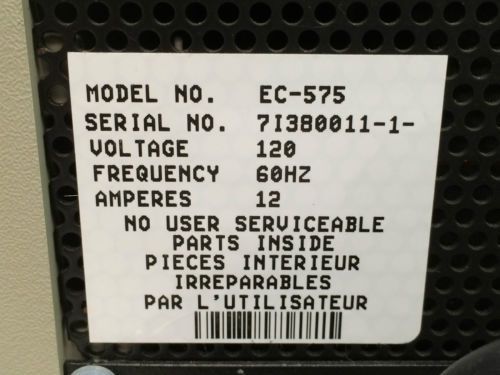 MODEL NO. EC-575
SERIAL NO. 7I380011-1-
VOLTAGE 120
FREQUENCY 60HZ
AMPERES 12
NO USER SERVICEABLE
PARTS INSIDE
PIECES INTERIEUR
IRREPARABLES
PAR L'UTILISATEUR